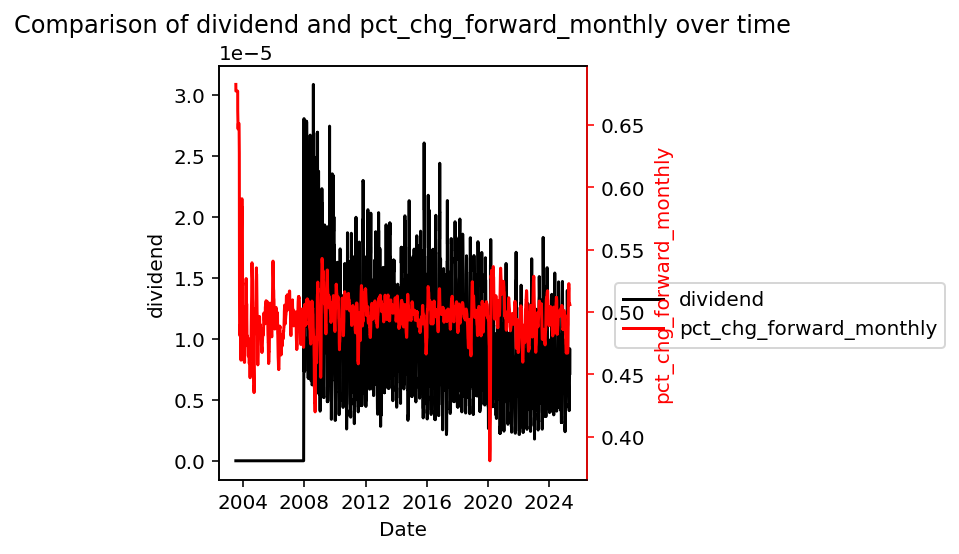 Comparison of dividend and pct_chg_forward_monthly over time
1e−5
3.0
2.5
2.0
1.5
1.0
0.5
0.0
dividend
0.65
0.60
0.55
0.50
0.45
0.40
pct_chg_forward_monthly
2004 2008 2012 2016 2020 2024
Date
dividend
pct_chg_forward_monthly